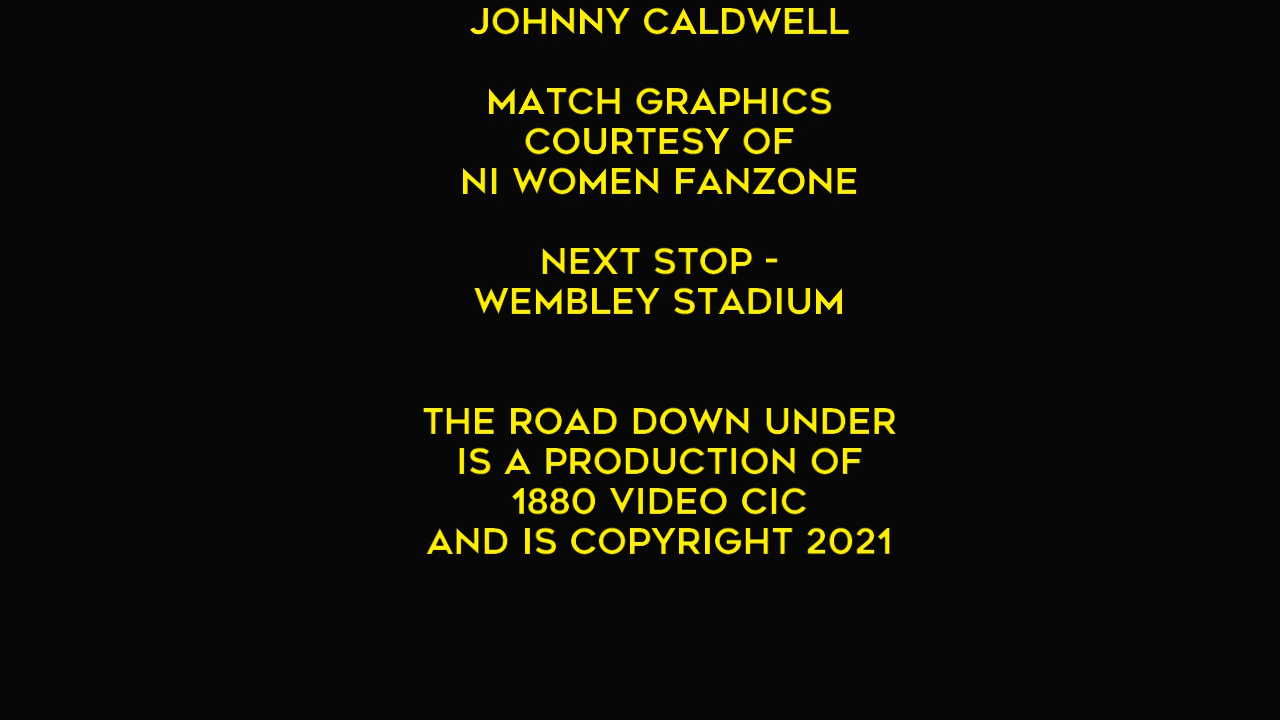 JOHNNY CALDWELL
MATCH GRAPHICS
COURTESY OF
NI WOMEN FANZONE
NEXT STOP -
WEMBLEY STADIUM
THE ROAD DOWN UNDER
IS A PRODUCTION OF
1880 VIDEO CIC
AND IS COPYRIGHT 2021